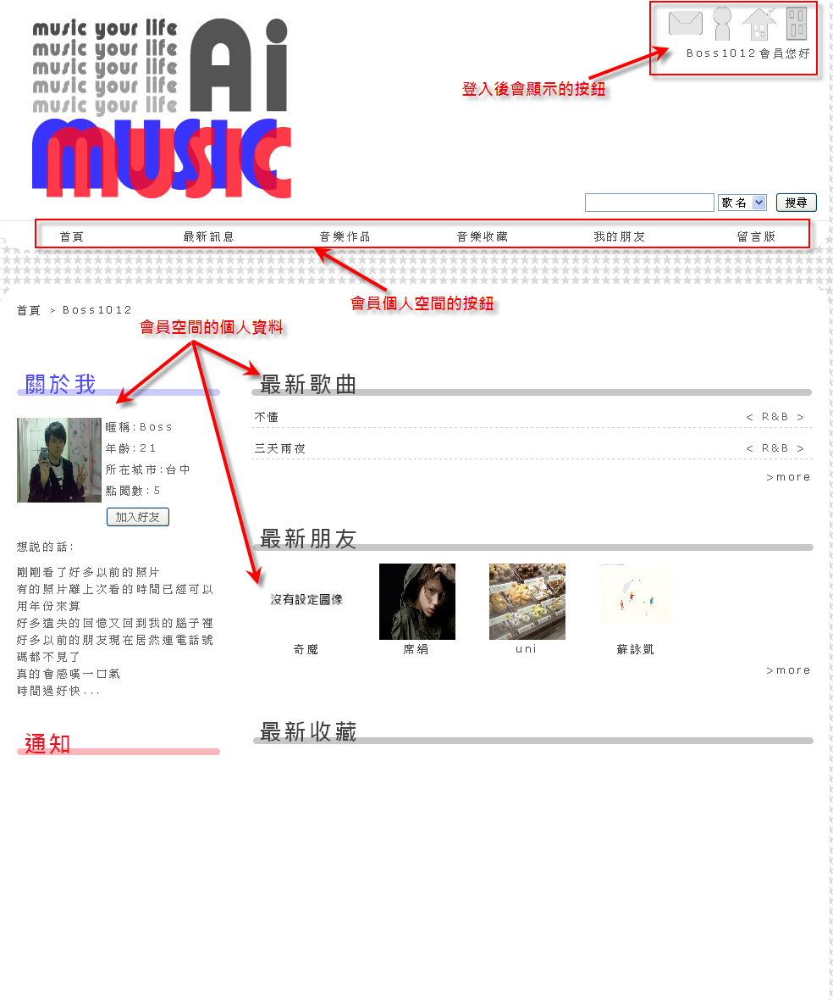 music your life
music your life
music your life
music your life
music your life
Ai
MUSIC
Boss1012會員您好
登入後會顯示的按鈕
歌名
搜尋
首頁
最新訊息
音樂作品
音樂收藏
我的朋友
留言版
會員個人空間的按鈕
首頁 > Boss1012
會員空間的個人資料
關於我
暱稱:Boss
年齡:21
所在城市:台中
點閱數:5
加入好友
想說的話:
剛剛看了好多以前的照片
有的照片離上次看的時間已經可以
用年份來算
好多遺失的回憶又回到我的腦子裡
好多以前的朋友現在居然連電話號
碼都不見了
真的會感嘆一口氣
時間過好快...
通知
最新歌曲
不懂
< R&B >
三天兩夜
< R&B >
>more
最新朋友
沒有設定圖像
奇魔
席絹
uni
蘇詠凱
>more
最新收藏